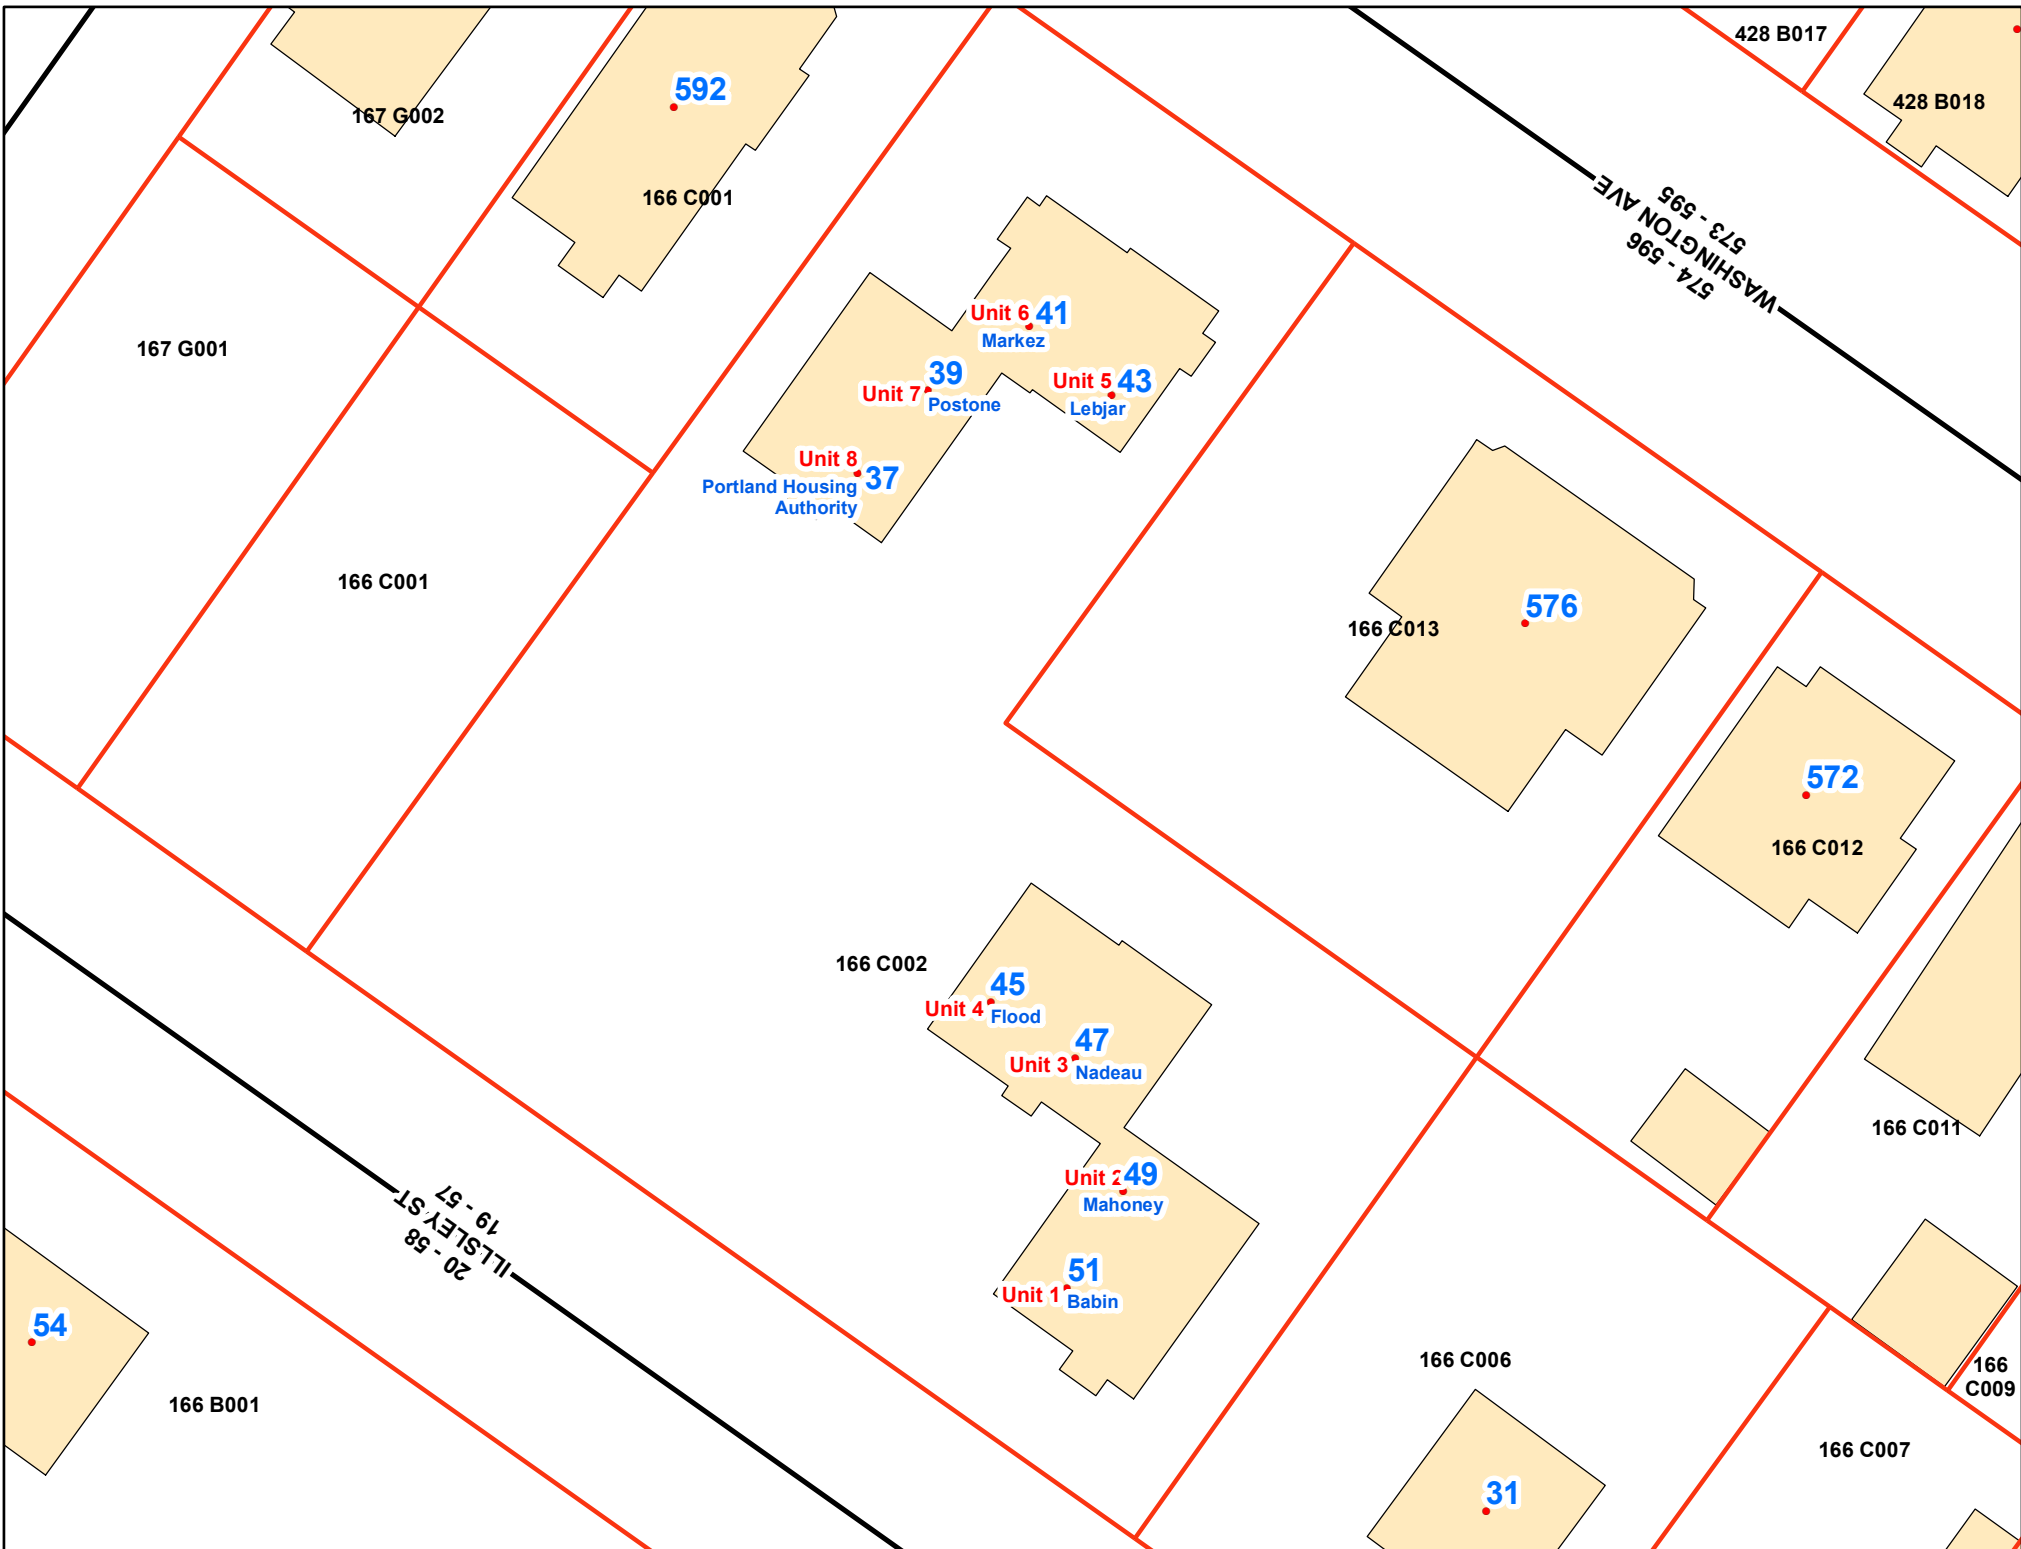 428 B017
592
428 B018
167 G002
166 C001
WASHINGTON AVE
573 - 595
574 - 596
Unit 6 41
Markez
167 G001
Unit 7 39
Postone
Unit 5 43
Lebjar
Unit 8 37
Portland Housing
Authority
166 C001
576
166 C013
572
166 C012
166 C002
45
Unit 4 Flood
47
Unit 3 Nadeau
166 C011
Unit 2 49
Mahoney
ILLSLEY ST
19 - 57
20 - 58
51
Unit 1 Babin
54
166 C006
166
C009
166 B001
166 C007
31